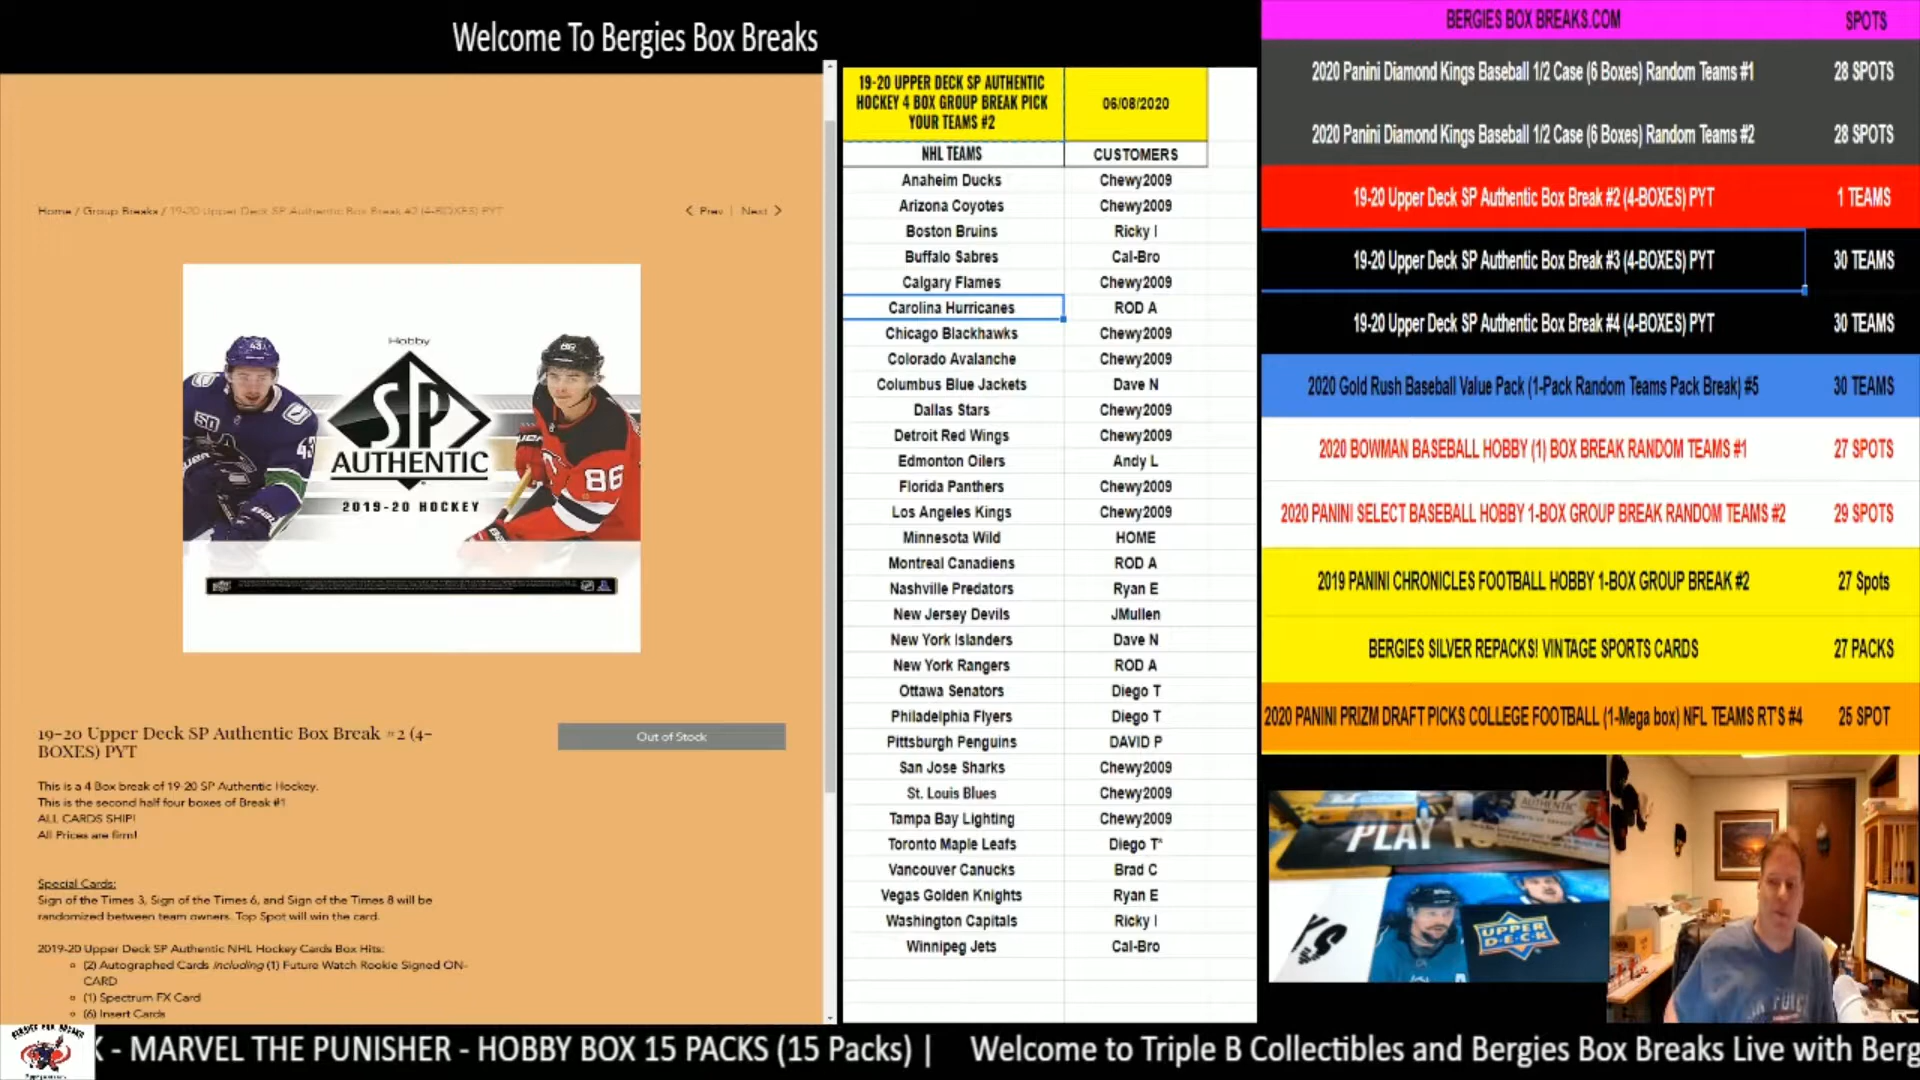 Welcome To Bergies Box Breaks
Home / Group Breaks / 19-20 Upper Deck SP Authentic Box Break #2 (4-BOXES) PYT
Prev | Next
Hobby
SP
AUTHENTIC
2019-20 HOCKEY
43
50
43
86
86
19-20 Upper Deck SP Authentic Box Break #2 (4-
BOXES) PYT
Out of Stock
This is a 4 Box break of 19-20 SP Authentic Hockey.
This is the second half four boxes of Break #1
ALL CARDS SHIP!
All Prices are firm!
Special Cards:
Sign of the Times 3, Sign of the Times 6, and Sign of the Times 8 will be
randomized between team owners. Top Spot will win the card.
2019-20 Upper Deck SP Authentic NHL Hockey Cards Box Hits:
(2) Autographed Cards including (1) Future Watch Rookie Signed ON-
CARD
(1) Spectrum FX Card
(6) Insert Cards
19-20 UPPER DECK SP AUTHENTIC
HOCKEY 4 BOX GROUP BREAK PICK
YOUR TEAMS #2
06/08/2020
NHL TEAMS CUSTOMERS
Anaheim Ducks Chewy2009
Arizona Coyotes Chewy2009
Boston Bruins Ricky I
Buffalo Sabres Cal-Bro
Calgary Flames Chewy2009
Carolina Hurricanes ROD A
Chicago Blackhawks Chewy2009
Colorado Avalanche Chewy2009
Columbus Blue Jackets Dave N
Dallas Stars Chewy2009
Detroit Red Wings Chewy2009
Edmonton Oilers Andy L
Florida Panthers Chewy2009
Los Angeles Kings Chewy2009
Minnesota Wild HOME
Montreal Canadiens ROD A
Nashville Predators Ryan E
New Jersey Devils JMullen
New York Islanders Dave N
New York Rangers ROD A
Ottawa Senators Diego T
Philadelphia Flyers Diego T
Pittsburgh Penguins DAVID P
San Jose Sharks Chewy2009
St. Louis Blues Chewy2009
Tampa Bay Lighting Chewy2009
Toronto Maple Leafs Diego T*
Vancouver Canucks Brad C
Vegas Golden Knights Ryan E
Washington Capitals Ricky I
Winnipeg Jets Cal-Bro
BERGIES BOX BREAKS.COM SPOTS
2020 Panini Diamond Kings Baseball 1/2 Case (6 Boxes) Random Teams #1 28 SPOTS
2020 Panini Diamond Kings Baseball 1/2 Case (6 Boxes) Random Teams #2 28 SPOTS
19-20 Upper Deck SP Authentic Box Break #2 (4-BOXES) PYT 1 TEAMS
19-20 Upper Deck SP Authentic Box Break #3 (4-BOXES) PYT 30 TEAMS
19-20 Upper Deck SP Authentic Box Break #4 (4-BOXES) PYT 30 TEAMS
2020 Gold Rush Baseball Value Pack (1-Pack Random Teams Pack Break) #5 30 TEAMS
2020 BOWMAN BASEBALL HOBBY (1) BOX BREAK RANDOM TEAMS #1 27 SPOTS
2020 PANINI SELECT BASEBALL HOBBY 1-BOX GROUP BREAK RANDOM TEAMS #2 29 SPOTS
2019 PANINI CHRONICLES FOOTBALL HOBBY 1-BOX GROUP BREAK #2 27 Spots
BERGIES SILVER REPACKS! VINTAGE SPORTS CARDS 27 PACKS
2020 PANINI PRIZM DRAFT PICKS COLLEGE FOOTBALL (1-Mega box) NFL TEAMS RT'S #4 25 SPOT
AUTHENTIC
PLAY
UPPER
DECK
X - MARVEL THE PUNISHER - HOBBY BOX 15 PACKS (15 Packs) | Welcome to Triple B Collectibles and Bergies Box Breaks Live with Berg